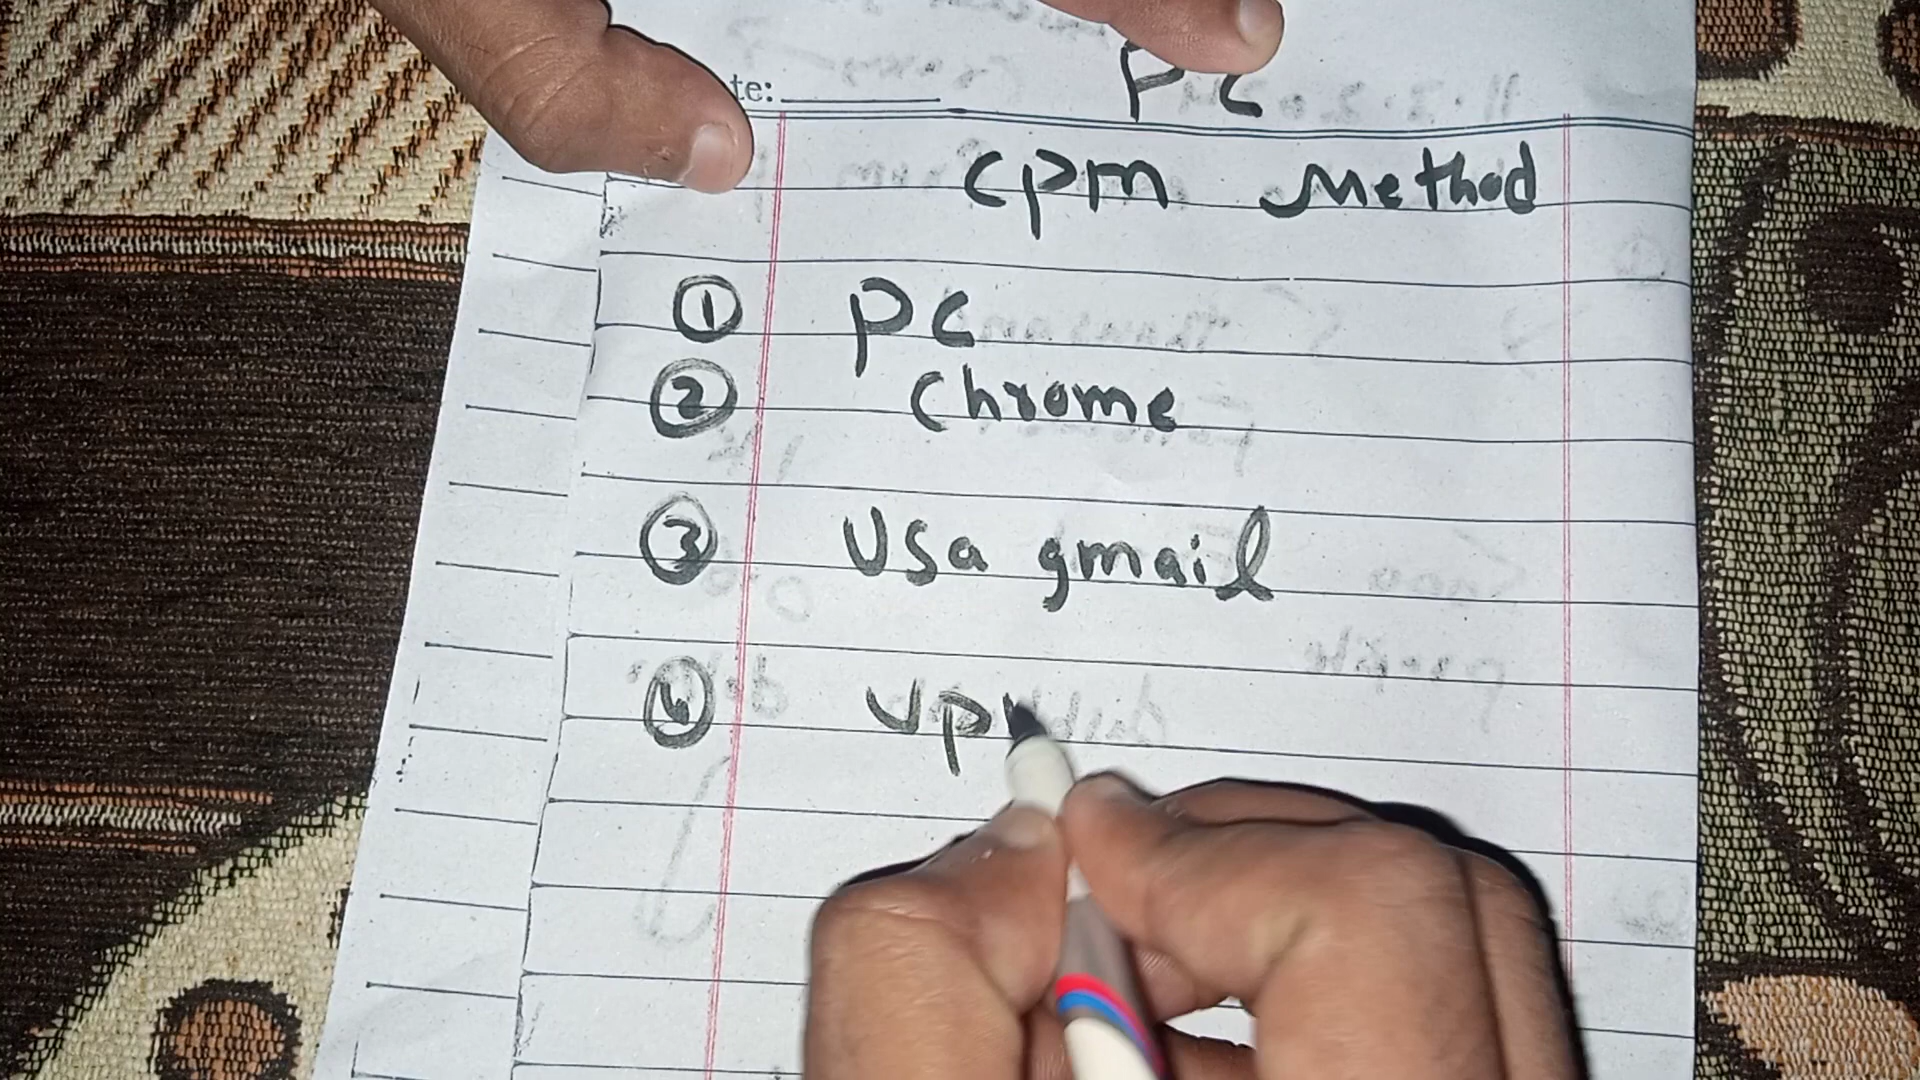 te:
PC
cpm Method
① PC
② Chrome
③ Usa gmail
④ vp